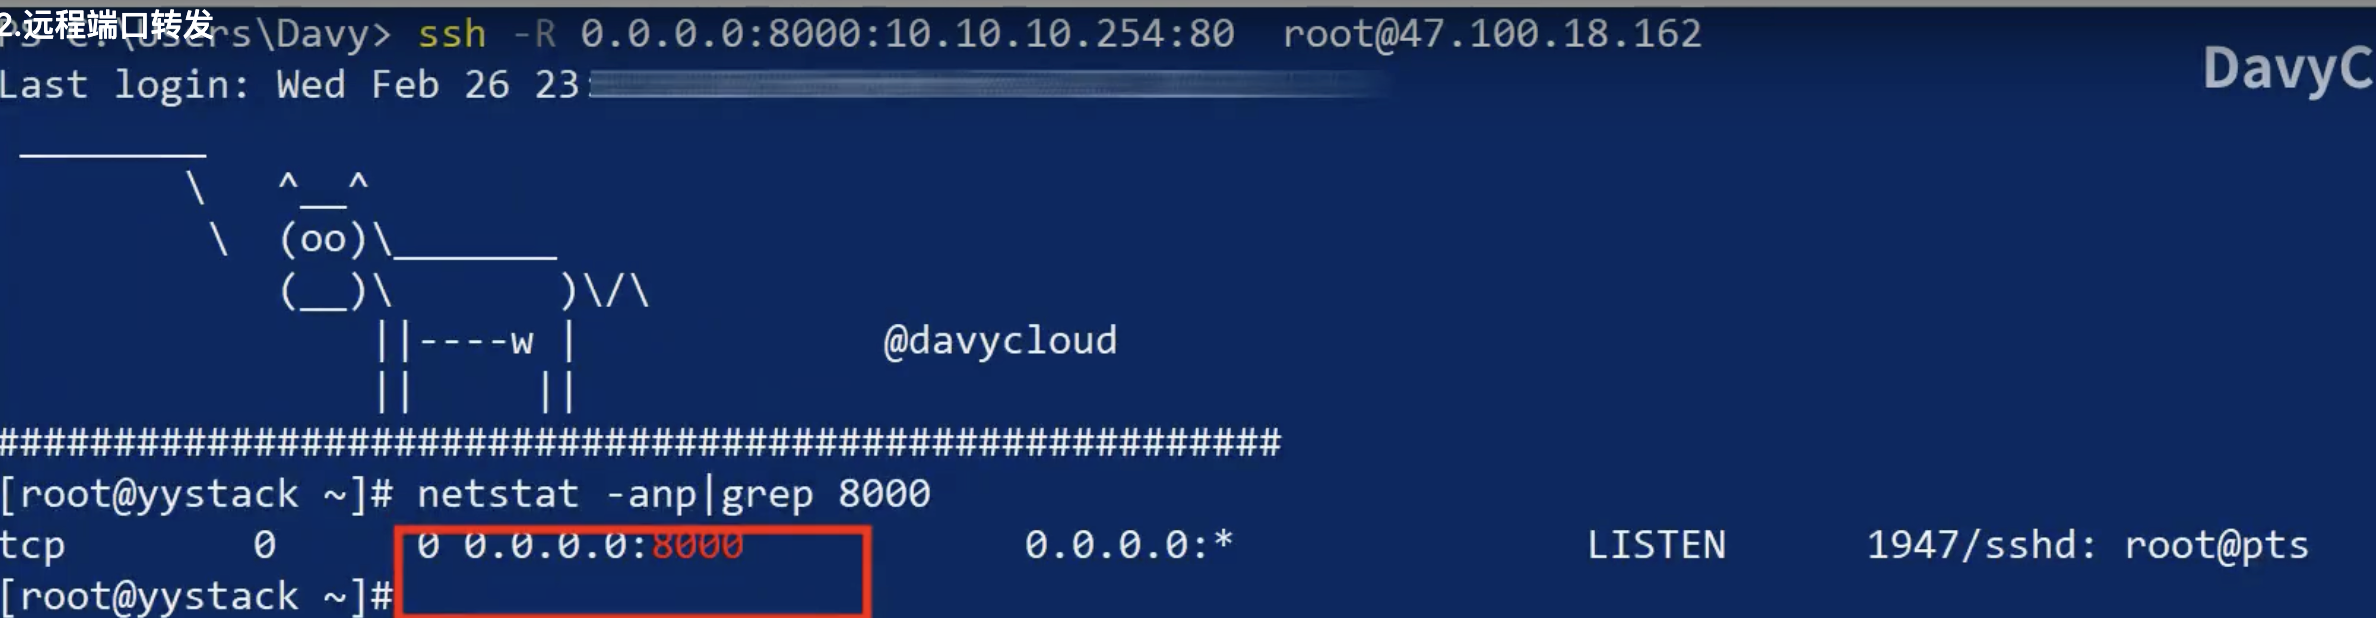 2.远程端口转发
PS C:\Users\Davy> ssh -R 0.0.0.0:8000:10.10.10.254:80  root@47.100.18.162
DavyC
Last login: Wed Feb 26 23:
________
        \   ^__^
         \  (oo)\_______
            (__)\       )\/\
                ||----w |             @davycloud
                ||     ||
#######################################################
[root@yystack ~]# netstat -anp|grep 8000
tcp        0      0 0.0.0.0:8000            0.0.0.0:*               LISTEN      1947/sshd: root@pts
[root@yystack ~]#